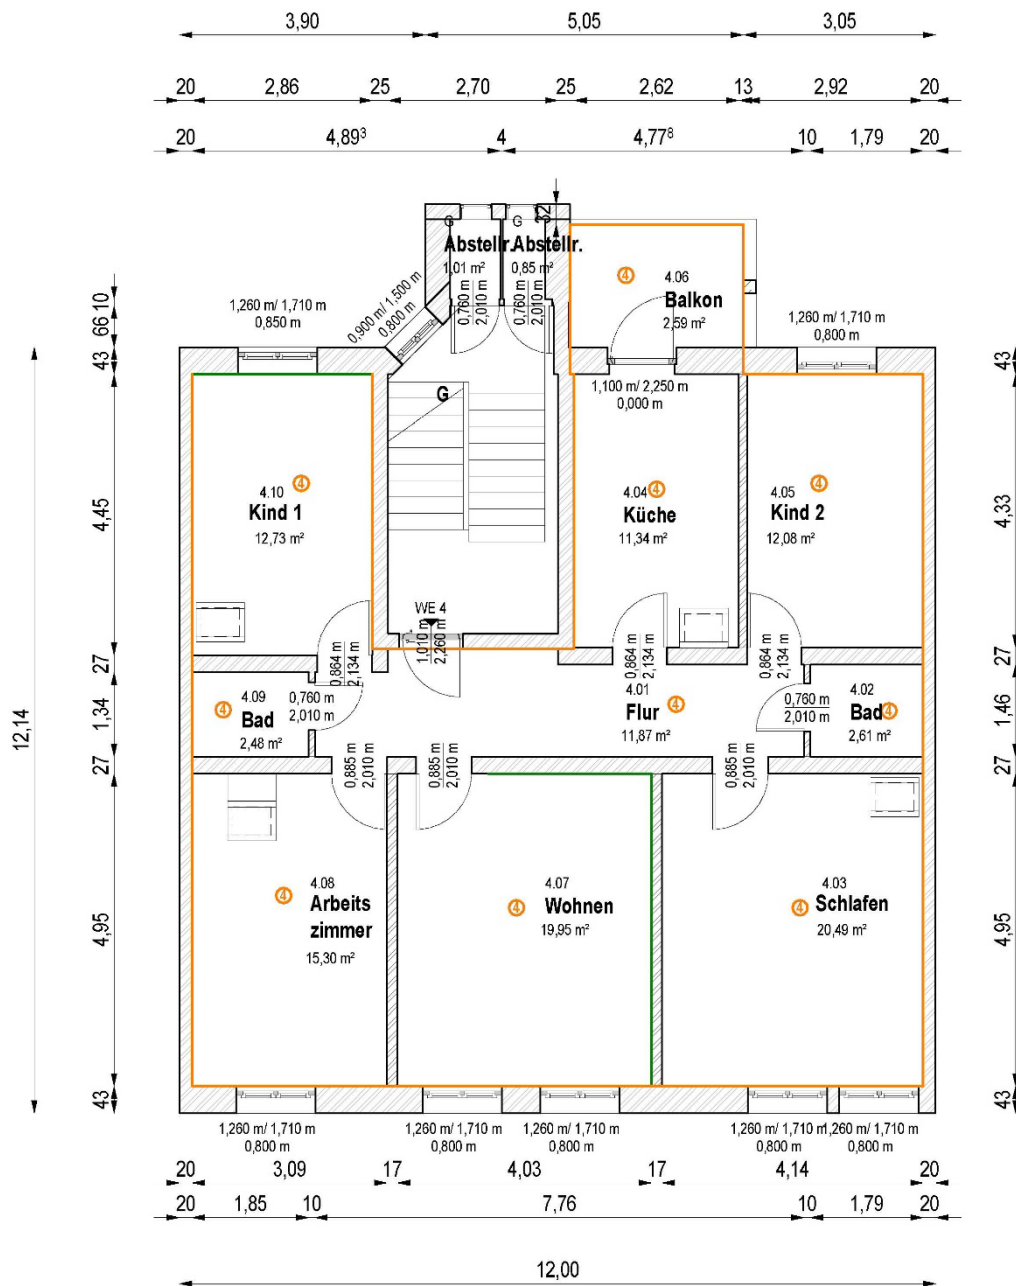 3,90 5,05 3,05
20 2,86 25 2,70 25 2,62 13 2,92 20
20 4,89³ 4 4,77⁸ 10 1,79 20
32
G G
Abstellr. Abstellr.
1,01 m² 0,85 m²
0,760 m
2,010 m
0,760 m
2,010 m
④ 4.06
Balkon
2,59 m²
10
66
43
1,260 m/ 1,710 m
0,850 m
0,900 m/ 1,500 m
0,800 m
1,260 m/ 1,710 m
0,800 m
43
1,100 m/ 2,250 m
0,000 m
G
4,45
4.10 ④
Kind 1
12,73 m²
4.04 ④
Küche
11,34 m²
4.05 ④
Kind 2
12,08 m²
4,33
WE 4
1,010 m
2,260 m
27
0,864 m
2,134 m
0,864 m
2,134 m
0,864 m
2,134 m
27
12,14
1,34
④ 4.09
Bad
2,48 m²
0,760 m
2,010 m
4.01 ④
Flur
11,87 m²
0,760 m
2,010 m
4.02 ④
Bad
2,61 m²
1,46
27
0,885 m
2,010 m
0,885 m
2,010 m
0,885 m
2,010 m
27
4,95
④ 4.08
Arbeits
zimmer
15,30 m²
④ 4.07
Wohnen
19,95 m²
④ 4.03
Schlafen
20,49 m²
4,95
43
43
1,260 m/ 1,710 m
0,800 m
1,260 m/ 1,710 m
0,800 m
1,260 m/ 1,710 m
0,800 m
1,260 m/ 1,710 m
0,800 m
1,260 m/ 1,710 m
0,800 m
20 3,09 17 4,03 17 4,14 20
20 1,85 10 7,76 10 1,79 20
12,00